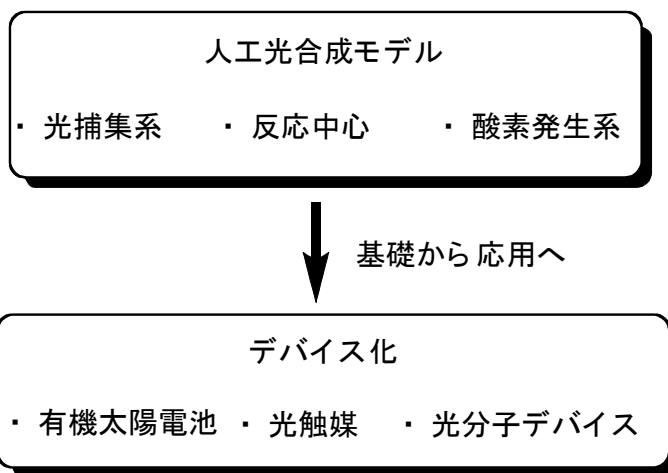 人工光合成モデル
・ 光捕集系 ・ 反応中心 ・ 酸素発生系
基礎から応用へ
デバイス化
・ 有機太陽電池 ・ 光触媒 ・ 光分子デバイス